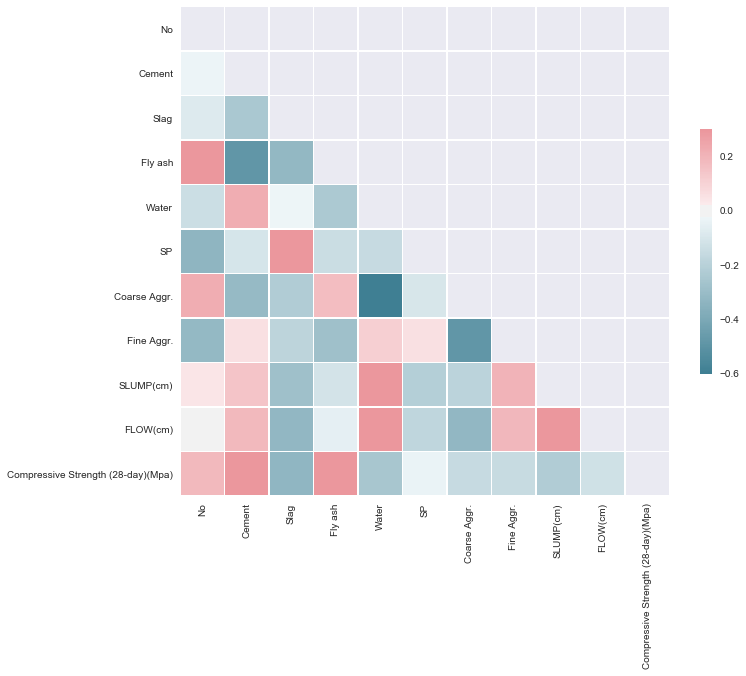 No
Cement
Slag
Fly ash
Water
SP
Coarse Aggr.
Fine Aggr.
SLUMP(cm)
FLOW(cm)
Compressive Strength (28-day)(Mpa)
No
Cement
Slag
Fly ash
Water
SP
Coarse Aggr.
Fine Aggr.
SLUMP(cm)
FLOW(cm)
Compressive Strength (28-day)(Mpa)
0.2
0.0
−0.2
−0.4
−0.6